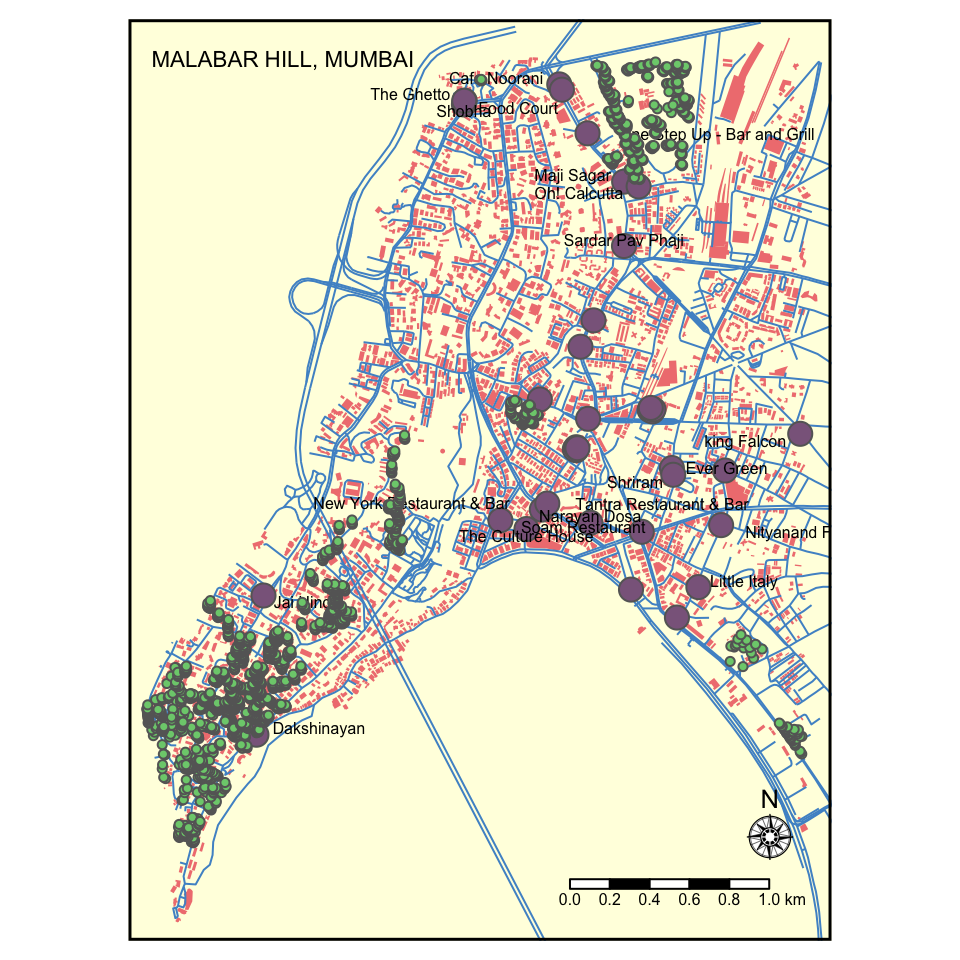 MALABAR HILL, MUMBAI
Noorani
The Ghetto
Shobha
Food Court
Step Up - Bar and Grill
Maji Sagar
Oh! Calcutta
Sardar Pav Bhaji
king Falcon
Ever Green
Shriram
New York Restaurant & Bar
Tantra Restaurant & Bar
Narayan Dosa
Soam Restaurant
The Culture House
Nityanand
Little Italy
Dakshinayan
N
0.0 0.2 0.4 0.6 0.8 1.0 km